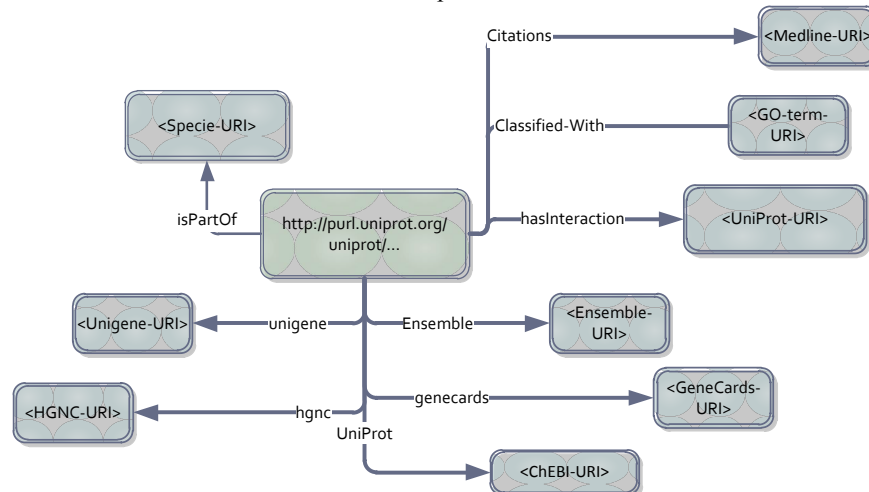 Citations
<Medline-URI>
Classified-With
<GO-term-
URI>
<Specie-URI>
isPartOf
http://purl.uniprot.org/
uniprot/...
hasInteraction
<UniProt-URI>
<Unigene-URI>
unigene
Ensemble
<Ensemble-
URI>
genecards
<GeneCards-
URI>
<HGNC-URI>
hgnc
UniProt
<ChEBI-URI>